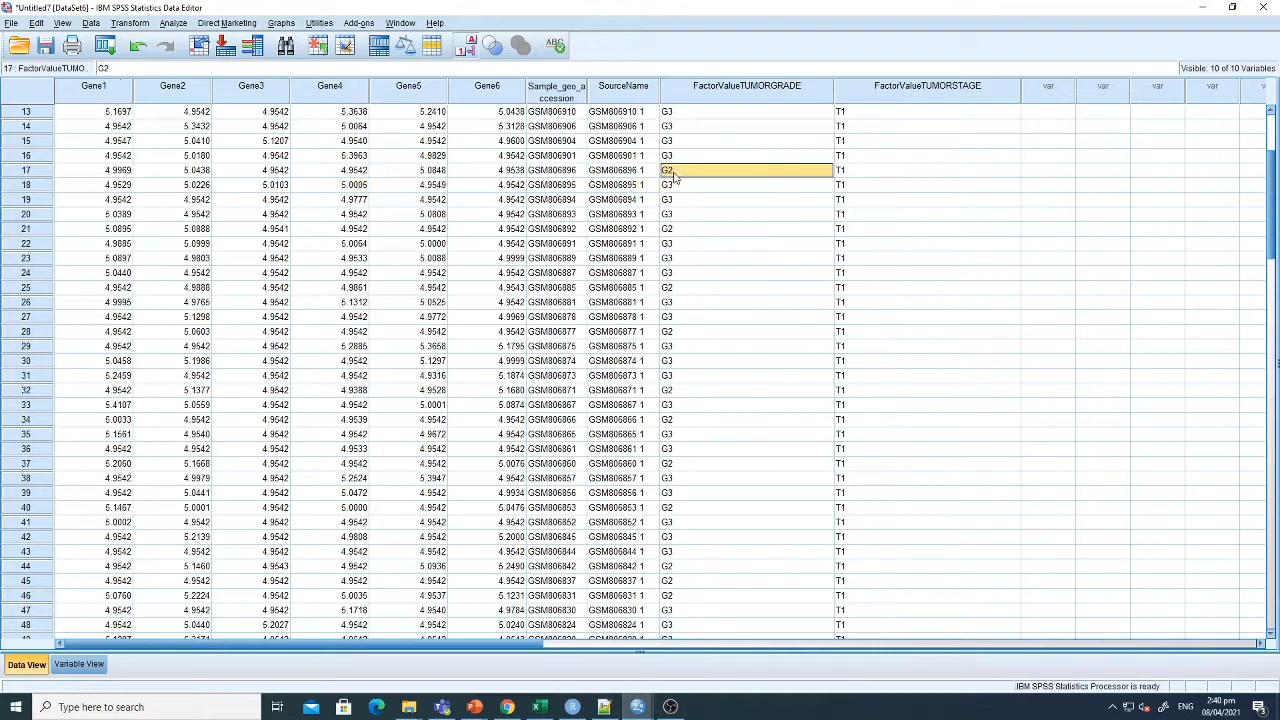 *Untitled7 [DataSet6] - IBM SPSS Statistics Data Editor
File Edit View Data Transform Analyze Direct Marketing Graphs Utilities Add-ons Window Help
17 : FactorValueTUMO... G2 Visible: 10 of 10 Variables
Gene1 Gene2 Gene3 Gene4 Gene5 Gene6 Sample_geo_a SourceName FactorValueTUMORGRADE FactorValueTUMORSTAGE var var var var
ccession
13 5.1697 4.9542 4.9542 5.3638 5.2410 5.0438 GSM806910 GSM806910 1 G3 T1
14 4.9542 5.3432 4.9542 5.0064 4.9542 5.3128 GSM806906 GSM806906 1 G3 T1
15 4.9547 5.0410 5.1207 4.9540 4.9542 4.9600 GSM806904 GSM806904 1 G3 T1
16 4.9542 5.0180 4.9542 5.3963 4.9829 4.9542 GSM806901 GSM806901 1 G3 T1
17 4.9969 5.0438 4.9542 4.9542 5.0848 4.9538 GSM806896 GSM806896 1 G2 T1
18 4.9529 5.0226 5.0103 5.0005 4.9549 4.9542 GSM806895 GSM806895 1 G3 T1
19 4.9542 4.9542 4.9542 4.9777 4.9542 4.9542 GSM806894 GSM806894 1 G3 T1
20 5.0389 4.9542 4.9542 4.9542 5.0808 4.9542 GSM806893 GSM806893 1 G3 T1
21 5.0895 5.0888 4.9541 4.9542 4.9542 4.9542 GSM806892 GSM806892 1 G2 T1
22 4.9885 5.0999 4.9542 5.0064 5.0000 4.9542 GSM806891 GSM806891 1 G3 T1
23 5.0897 4.9803 4.9542 4.9533 5.0088 4.9999 GSM806889 GSM806889 1 G3 T1
24 5.0440 4.9542 4.9542 4.9542 4.9542 4.9542 GSM806887 GSM806887 1 G3 T1
25 4.9542 4.9888 4.9542 4.9861 4.9542 4.9543 GSM806885 GSM806885 1 G2 T1
26 4.9995 4.9765 4.9542 5.1312 5.0525 4.9542 GSM806881 GSM806881 1 G3 T1
27 4.9542 5.1298 4.9542 4.9542 4.9772 4.9969 GSM806878 GSM806878 1 G3 T1
28 4.9542 5.0603 4.9542 4.9542 4.9542 4.9542 GSM806877 GSM806877 1 G2 T1
29 4.9542 4.9542 4.9542 5.2885 5.3658 5.1795 GSM806875 GSM806875 1 G3 T1
30 5.0458 5.1986 4.9542 4.9542 5.1297 4.9999 GSM806874 GSM806874 1 G3 T1
31 5.2459 4.9542 4.9542 4.9542 4.9316 5.1874 GSM806873 GSM806873 1 G3 T1
32 4.9542 5.1377 4.9542 4.9388 4.9528 5.1680 GSM806871 GSM806871 1 G2 T1
33 5.4107 5.0559 4.9542 4.9542 5.0001 5.0874 GSM806867 GSM806867 1 G3 T1
34 5.0033 4.9542 4.9542 4.9539 4.9542 4.9542 GSM806866 GSM806866 1 G2 T1
35 5.1561 4.9540 4.9542 4.9542 4.9672 4.9542 GSM806865 GSM806865 1 G3 T1
36 4.9542 4.9542 4.9542 4.9533 4.9542 4.9542 GSM806861 GSM806861 1 G3 T1
37 5.2060 5.1668 4.9542 4.9542 4.9542 5.0076 GSM806860 GSM806860 1 G2 T1
38 4.9542 4.9979 4.9542 5.2524 5.3947 4.9542 GSM806857 GSM806857 1 G3 T1
39 4.9542 5.0441 4.9542 5.0472 4.9542 4.9934 GSM806856 GSM806856 1 G3 T1
40 5.1467 5.0001 4.9542 5.0000 4.9542 5.0476 GSM806853 GSM806853 1 G2 T1
41 5.0002 4.9542 4.9542 4.9542 4.9542 4.9542 GSM806852 GSM806852 1 G3 T1
42 4.9542 5.2139 4.9542 4.9808 4.9542 5.2000 GSM806845 GSM806845 1 G3 T1
43 4.9542 4.9542 4.9542 4.9542 4.9542 4.9542 GSM806844 GSM806844 1 G3 T1
44 4.9542 5.1460 4.9543 4.9542 5.0936 5.2490 GSM806842 GSM806842 1 G2 T1
45 4.9542 4.9542 4.9542 4.9542 4.9542 4.9542 GSM806837 GSM806837 1 G2 T1
46 5.0760 5.2224 4.9542 5.0035 4.9537 5.1231 GSM806832 GSM806832 1 G2 T1
47 4.9542 4.9542 4.9542 5.1718 4.9540 4.9784 GSM806830 GSM806830 1 G3 T1
48 4.9542 5.0440 5.2027 4.9542 4.9542 5.0240 GSM806824 GSM806824 1 G3 T1
Data View Variable View
IBM SPSS Statistics Processor is ready
Type here to search
ENG 2:40 pm
08/04/2021